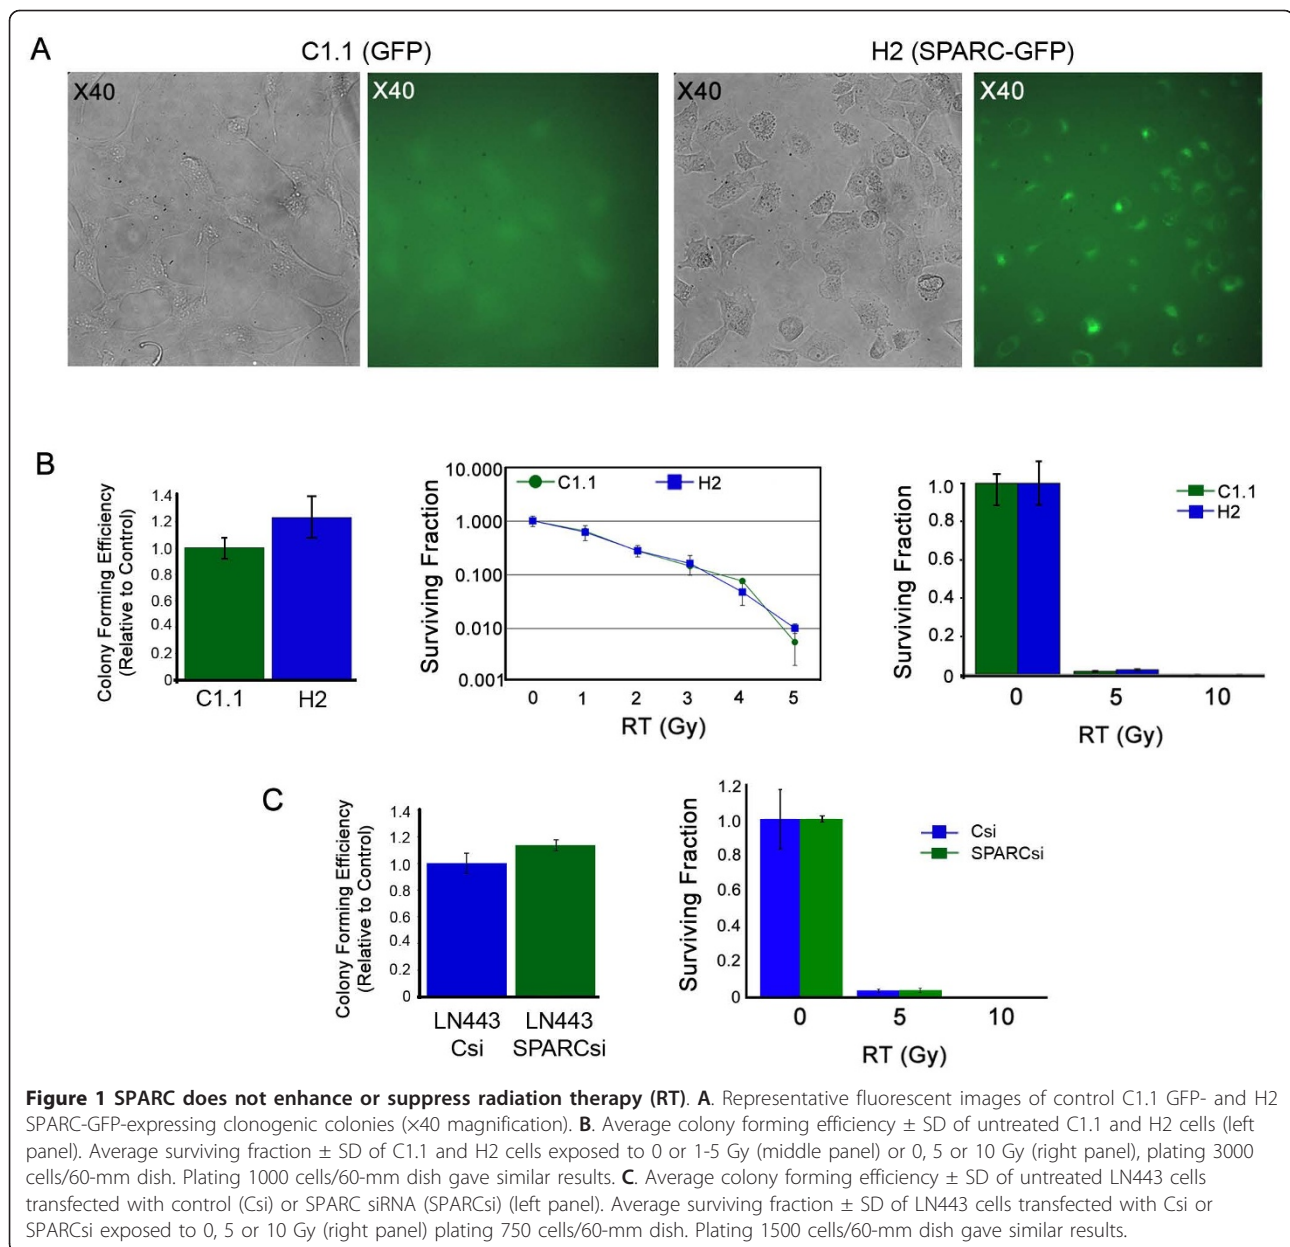 A
C1.1 (GFP)
H2 (SPARC-GFP)
X40
X40
X40
X40
B
Colony Forming Efficiency
(Relative to Control)
1.4
1.2
1.0
0.8
0.6
0.4
0.2
0
C1.1
H2
Surviving Fraction
10.000
1.000
0.100
0.010
0.001
C1.1
H2
0 1 2 3 4 5
RT (Gy)
Surviving Fraction
1.0
0.8
0.6
0.4
0.2
0
C1.1
H2
0 5 10
RT (Gy)
C
Colony Forming Efficiency
(Relative to Control)
1.4
1.2
1.0
0.8
0.6
0.4
0.2
0
LN443 LN443
Csi SPARCsi
Surviving Fraction
1.2
1.0
0.8
0.6
0.4
0.2
0
Csi
SPARCsi
0 5 10
RT (Gy)
Figure 1 SPARC does not enhance or suppress radiation therapy (RT). A. Representative fluorescent images of control C1.1 GFP- and H2
SPARC-GFP-expressing clonogenic colonies (×40 magnification). B. Average colony forming efficiency ± SD of untreated C1.1 and H2 cells (left
panel). Average surviving fraction ± SD of C1.1 and H2 cells exposed to 0 or 1-5 Gy (middle panel) or 0, 5 or 10 Gy (right panel), plating 3000
cells/60-mm dish. Plating 1000 cells/60-mm dish gave similar results. C. Average colony forming efficiency ± SD of untreated LN443 cells
transfected with control (Csi) or SPARC siRNA (SPARCsi) (left panel). Average surviving fraction ± SD of LN443 cells transfected with Csi or
SPARCsi exposed to 0, 5 or 10 Gy (right panel) plating 750 cells/60-mm dish. Plating 1500 cells/60-mm dish gave similar results.